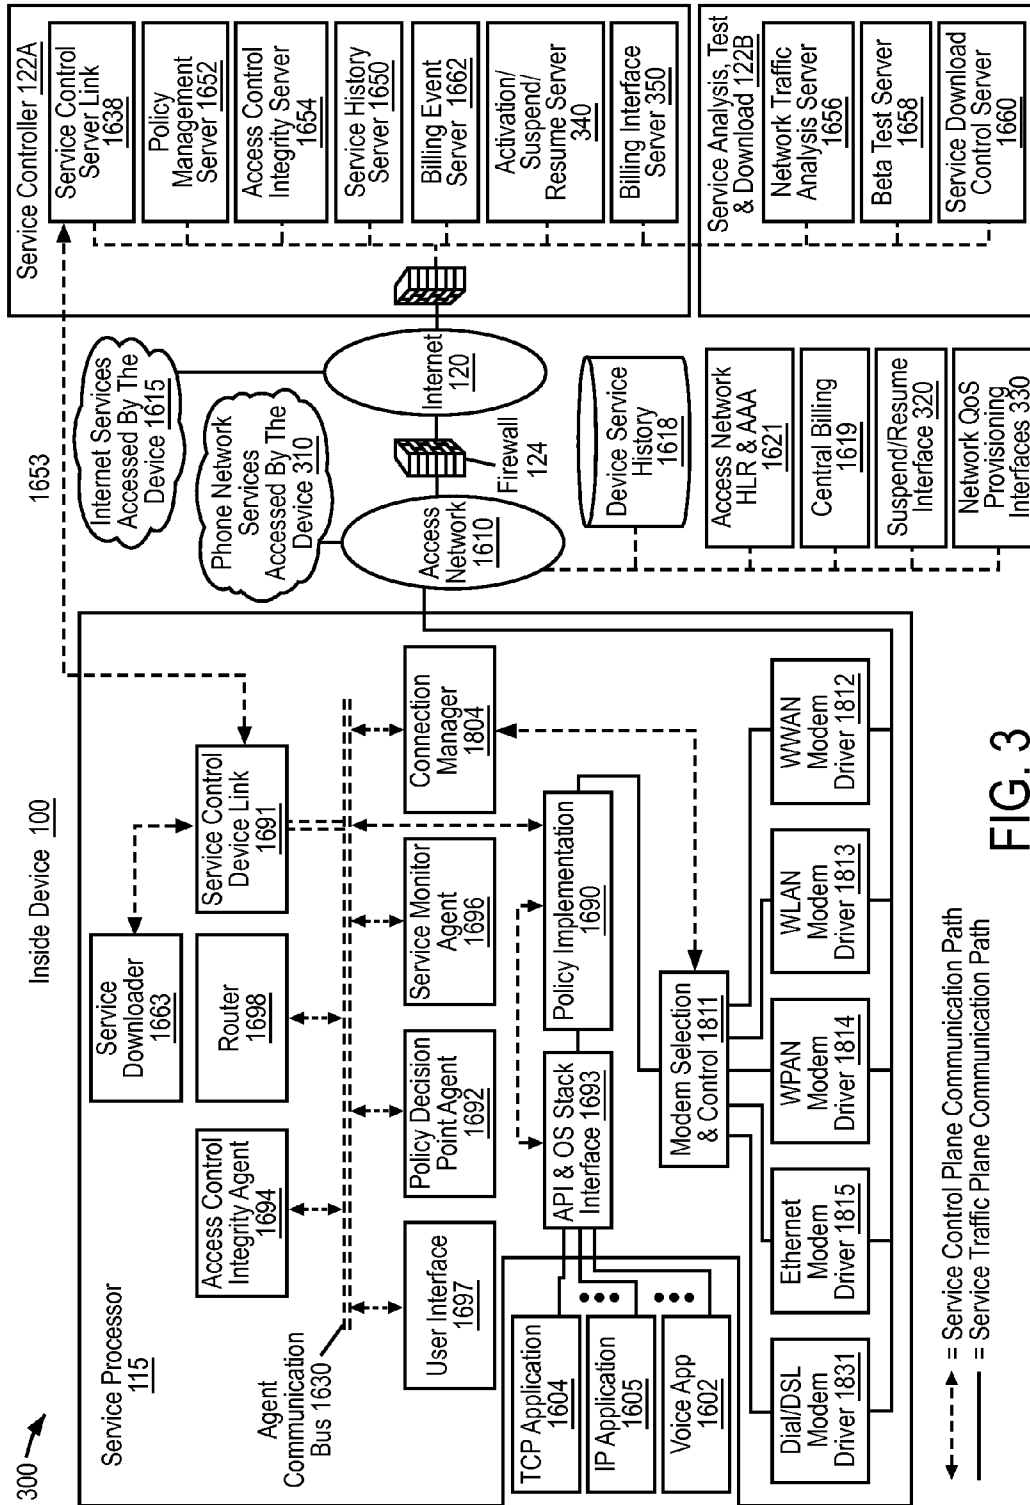 300
Inside Device 100
Service Processor
115
Access Control
Integrity Agent
1694
Router
1698
Service
Downloader
1663
Service Control
Device Link
1691
Agent
Communication
Bus 1630
User Interface
1697
Policy Decision
Point Agent
1692
Service Monitor
Agent
1696
Connection
Manager
1804
TCP Application
1604
IP Application
1605
Voice App
1602
API & OS Stack
Interface 1693
Policy Implementation
1690
Modem Selection
& Control 1811
Dial/DSL
Modem
Driver 1831
Ethernet
Modem
Driver 1815
WPAN
Modem
Driver 1814
WLAN
Modem
Driver 1813
WWAN
Modem
Driver 1812
1653
Internet Services
Accessed By The
Device 1615
Phone Network
Services
Accessed By The
Device 310
Access
Network
1610
Firewall
124
Internet
120
Device Service
History
1618
Access Network
HLR & AAA
1621
Central Billing
1619
Suspend/Resume
Interface 320
Network QoS
Provisioning
Interfaces 330
Service Controller 122A
Service Control
Server Link
1638
Policy
Management
Server 1652
Access Control
Integrity Server
1654
Service History
Server 1650
Billing Event
Server 1662
Activation/
Suspend/
Resume Server
340
Billing Interface
Server 350
Service Analysis, Test
& Download 122B
Network Traffic
Analysis Server
1656
Beta Test Server
1658
Service Download
Control Server
1660
= Service Control Plane Communication Path
= Service Traffic Plane Communication Path
FIG. 3